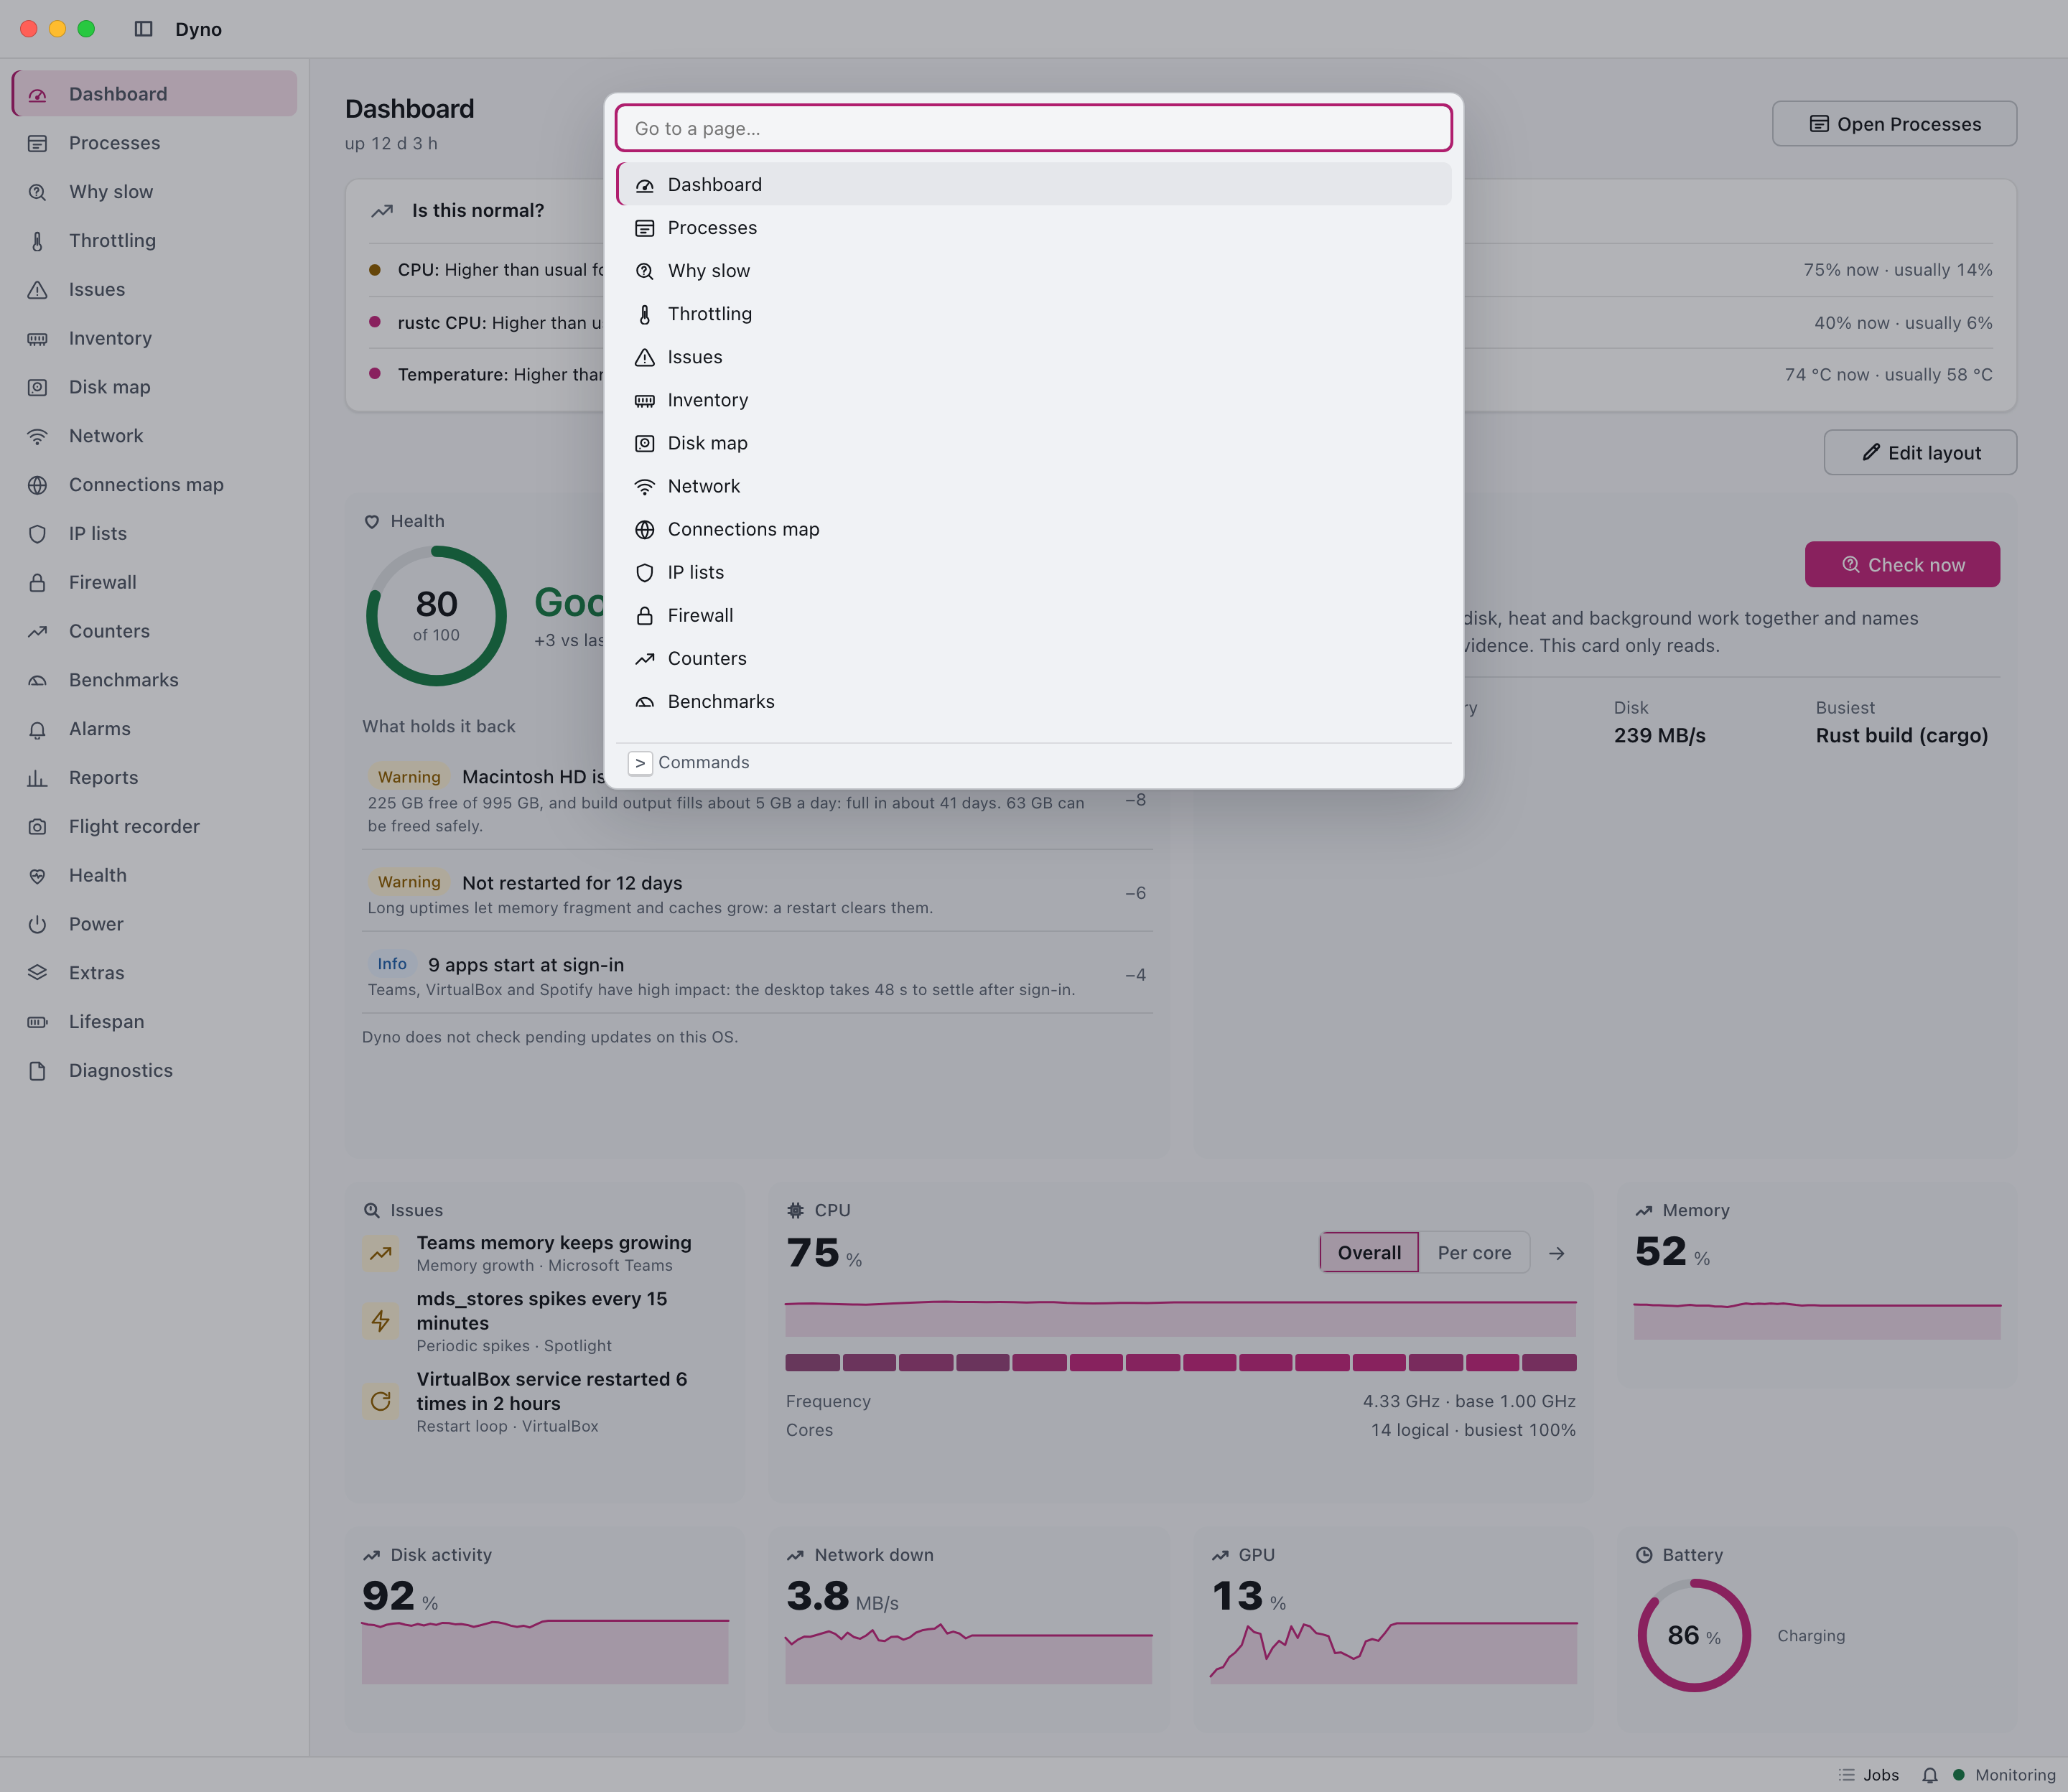 Dyno
Dashboard
Processes
Why slow
Throttling
Issues
Inventory
Disk map
Network
Connections map
IP lists
Firewall
Counters
Benchmarks
Alarms
Reports
Flight recorder
Health
Power
Extras
Lifespan
Diagnostics
Dashboard
up 12 d 3 h
Open Processes
Is this normal?
CPU: Higher than usual
75% now · usually 14%
rustc CPU: Higher than
40% now · usually 6%
Temperature: Higher
74 °C now · usually 58 °C
Edit layout
Go to a page...
Dashboard
Processes
Why slow
Throttling
Issues
Inventory
Disk map
Network
Connections map
IP lists
Firewall
Counters
Benchmarks
> Commands
Health
80
of 100
+3 vs
What holds it back
Warning Macintosh HD is
225 GB free of 995 GB, and build output fills about 5 GB a day: full in about 41 days. 63 GB can
be freed safely.
−8
Warning Not restarted for 12 days
Long uptimes let memory fragment and caches grow: a restart clears them.
−6
Info 9 apps start at sign-in
Teams, VirtualBox and Spotify have high impact: the desktop takes 48 s to settle after sign-in.
−4
Dyno does not check pending updates on this OS.
Check now
disk, heat and background work together and names
This card only reads.
Disk
239 MB/s
Busiest
Rust build (cargo)
Issues
Teams memory keeps growing
Memory growth · Microsoft Teams
mds_stores spikes every 15
minutes
Periodic spikes · Spotlight
VirtualBox service restarted 6
times in 2 hours
Restart loop · VirtualBox
CPU
75 %
Overall
Per core
Frequency
4.33 GHz · base 1.00 GHz
Cores
14 logical · busiest 100%
Memory
52 %
Disk activity
92 %
Network down
3.8 MB/s
GPU
13 %
Battery
86 %
Charging
Jobs
Monitoring